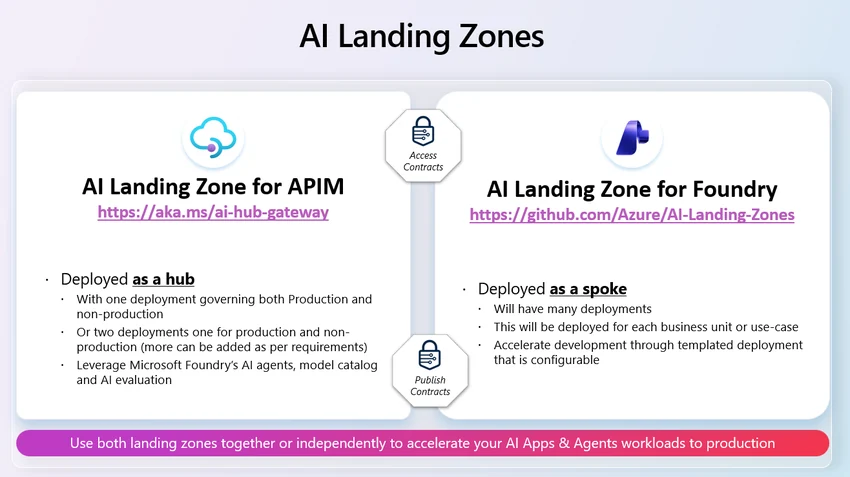 AI Landing Zones
AI Landing Zone for APIM
https://aka.ms/ai-hub-gateway
· Deployed as a hub
· With one deployment governing both Production and
non-production
· Or two deployments one for production and non-
production (more can be added as per requirements)
· Leverage Microsoft Foundry's AI agents, model catalog
and AI evaluation
Access
Contracts
Publish
Contracts
AI Landing Zone for Foundry
https://github.com/Azure/AI-Landing-Zones
· Deployed as a spoke
· Will have many deployments
· This will be deployed for each business unit or use-case
· Accelerate development through templated deployment
that is configurable
Use both landing zones together or independently to accelerate your AI Apps & Agents workloads to production